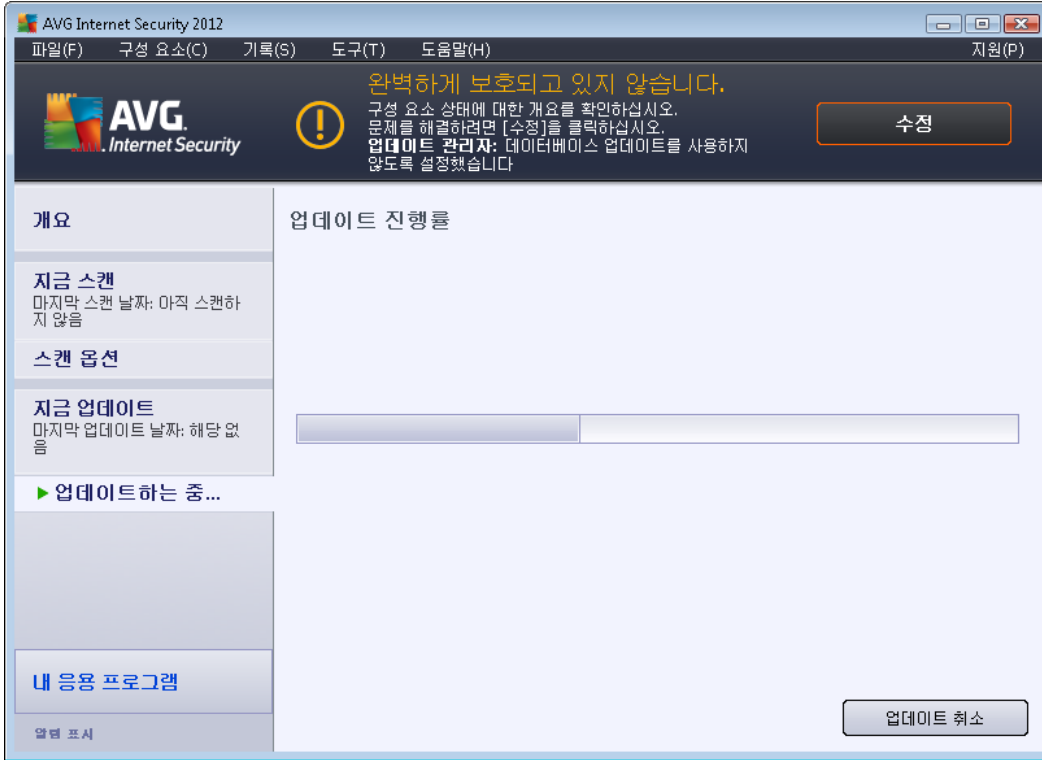 AVG Internet Security 2012
파일(F) 구성 요소(C) 기록(S) 도구(T) 도움말(H) 지원(P)
AVG.
Internet Security
완벽하게 보호되고 있지 않습니다.
구성 요소 상태에 대한 개요를 확인하십시오.
문제를 해결하려면 [수정]을 클릭하십시오.
업데이트 관리자: 데이터베이스 업데이트를 사용하지
않도록 설정했습니다
수정
개요
지금 스캔
마지막 스캔 날짜: 아직 스캔하
지 않음
스캔 옵션
지금 업데이트
마지막 업데이트 날짜: 해당 없
음
업데이트하는 중...
내 응용 프로그램
알림 표시
업데이트 진행률
업데이트 취소